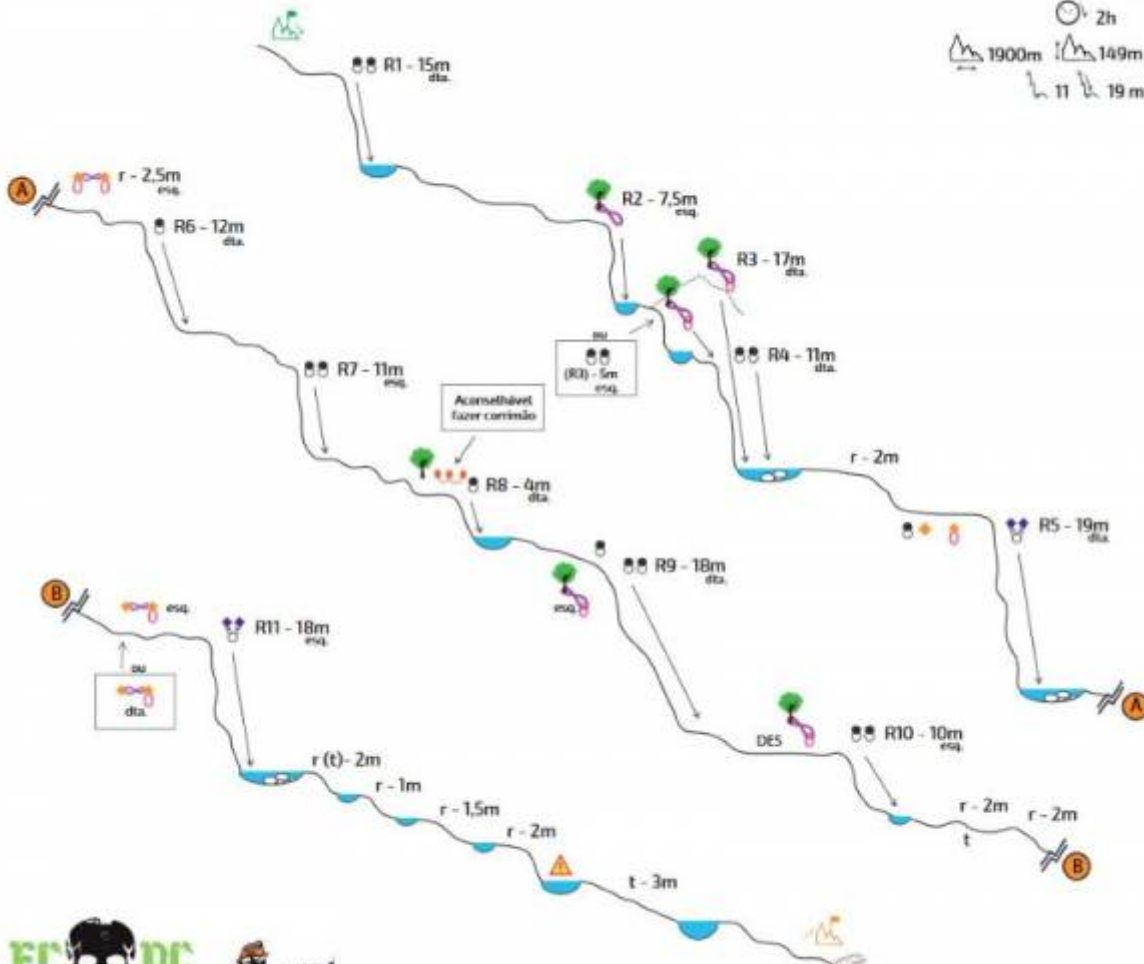 2h
1900m 149m
11 19 m
R1 - 15m
dta.
A
r - 2,5m
esq.
R6 - 12m
dta.
R2 - 7,5m
esq.
R3 - 17m
dta.
ou
(R3) - 5m
esq.
R4 - 11m
dta.
R7 - 11m
esq.
Aconselhável
fazer corrimão
R8 - 4m
dta.
r - 2m
R5 - 19m
dta.
A
R9 - 18m
dta.
esq.
B
esq.
R11 - 18m
esq.
ou
dta.
DES
R10 - 10m
esq.
r - 2m
t
r - 2m
B
r (t)- 2m
r - 1m
r - 1,5m
r - 2m
t - 3m